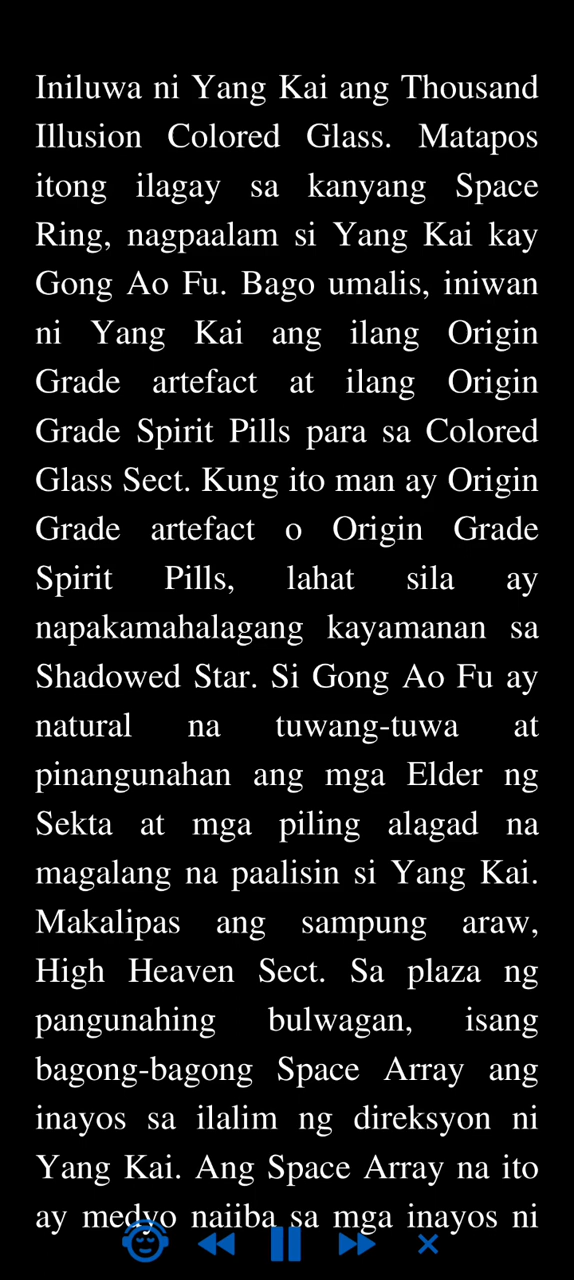 Iniluwa ni Yang Kai ang Thousand
Illusion Colored Glass. Matapos
itong ilagay sa kanyang Space
Ring, nagpaalam si Yang Kai kay
Gong Ao Fu. Bago umalis, iniwan
ni Yang Kai ang ilang Origin
Grade artefact at ilang Origin
Grade Spirit Pills para sa Colored
Glass Sect. Kung ito man ay Origin
Grade artefact o Origin Grade
Spirit Pills, lahat sila ay
napakamahalagang kayamanan sa
Shadowed Star. Si Gong Ao Fu ay
natural na tuwang-tuwa at
pinangunahan ang mga Elder ng
Sekta at mga piling alagad na
magalang na paalisin si Yang Kai.
Makalipas ang sampung araw,
High Heaven Sect. Sa plaza ng
pangunahing bulwagan, isang
bagong-bagong Space Array ang
inayos sa ilalim ng direksyon ni
Yang Kai. Ang Space Array na ito
ay medyo naiiba sa mga inayos ni